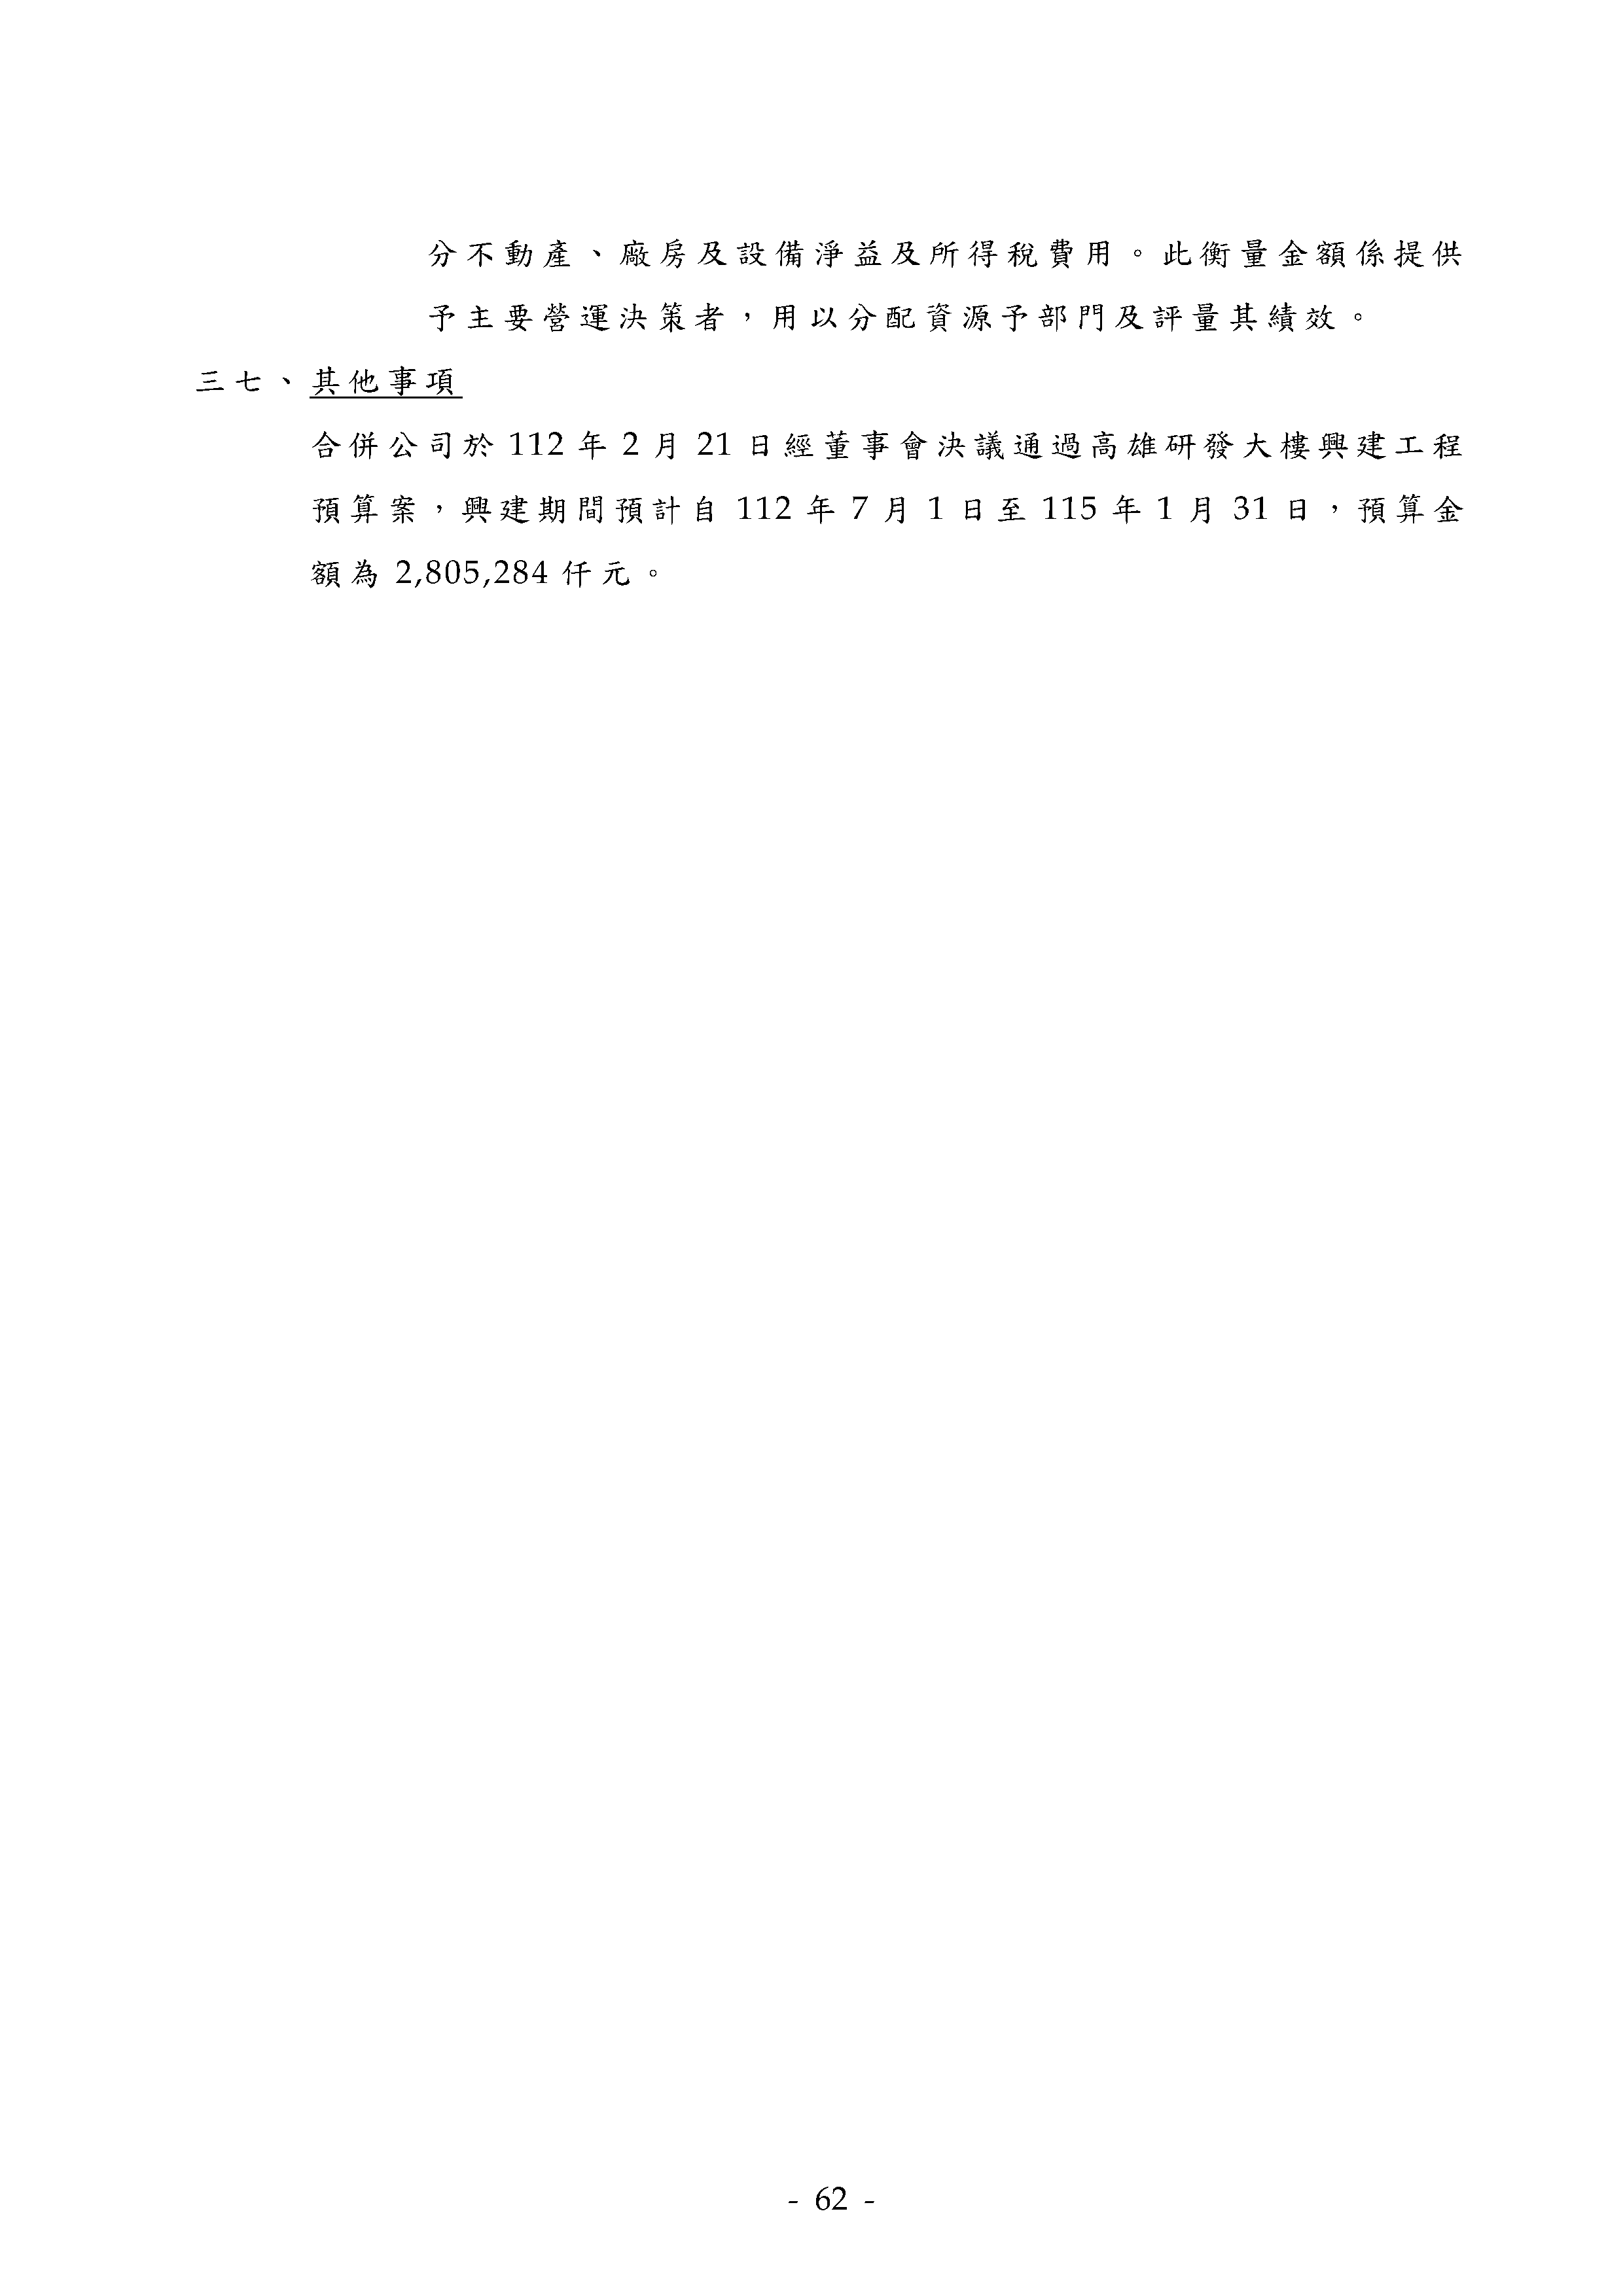 分不動產、廠房及設備淨益及所得稅費用。此衡量金額係提供
予主要營運決策者，用以分配資源予部門及評量其績效。
三七、其他事項
合併公司於 112 年 2 月 21 日經董事會決議通過高雄研發大樓興建工程
預算案，興建期間預計自 112 年 7 月 1 日至 115 年 1 月 31 日，預算金
額為 2,805,284 仟元。
- 62 -